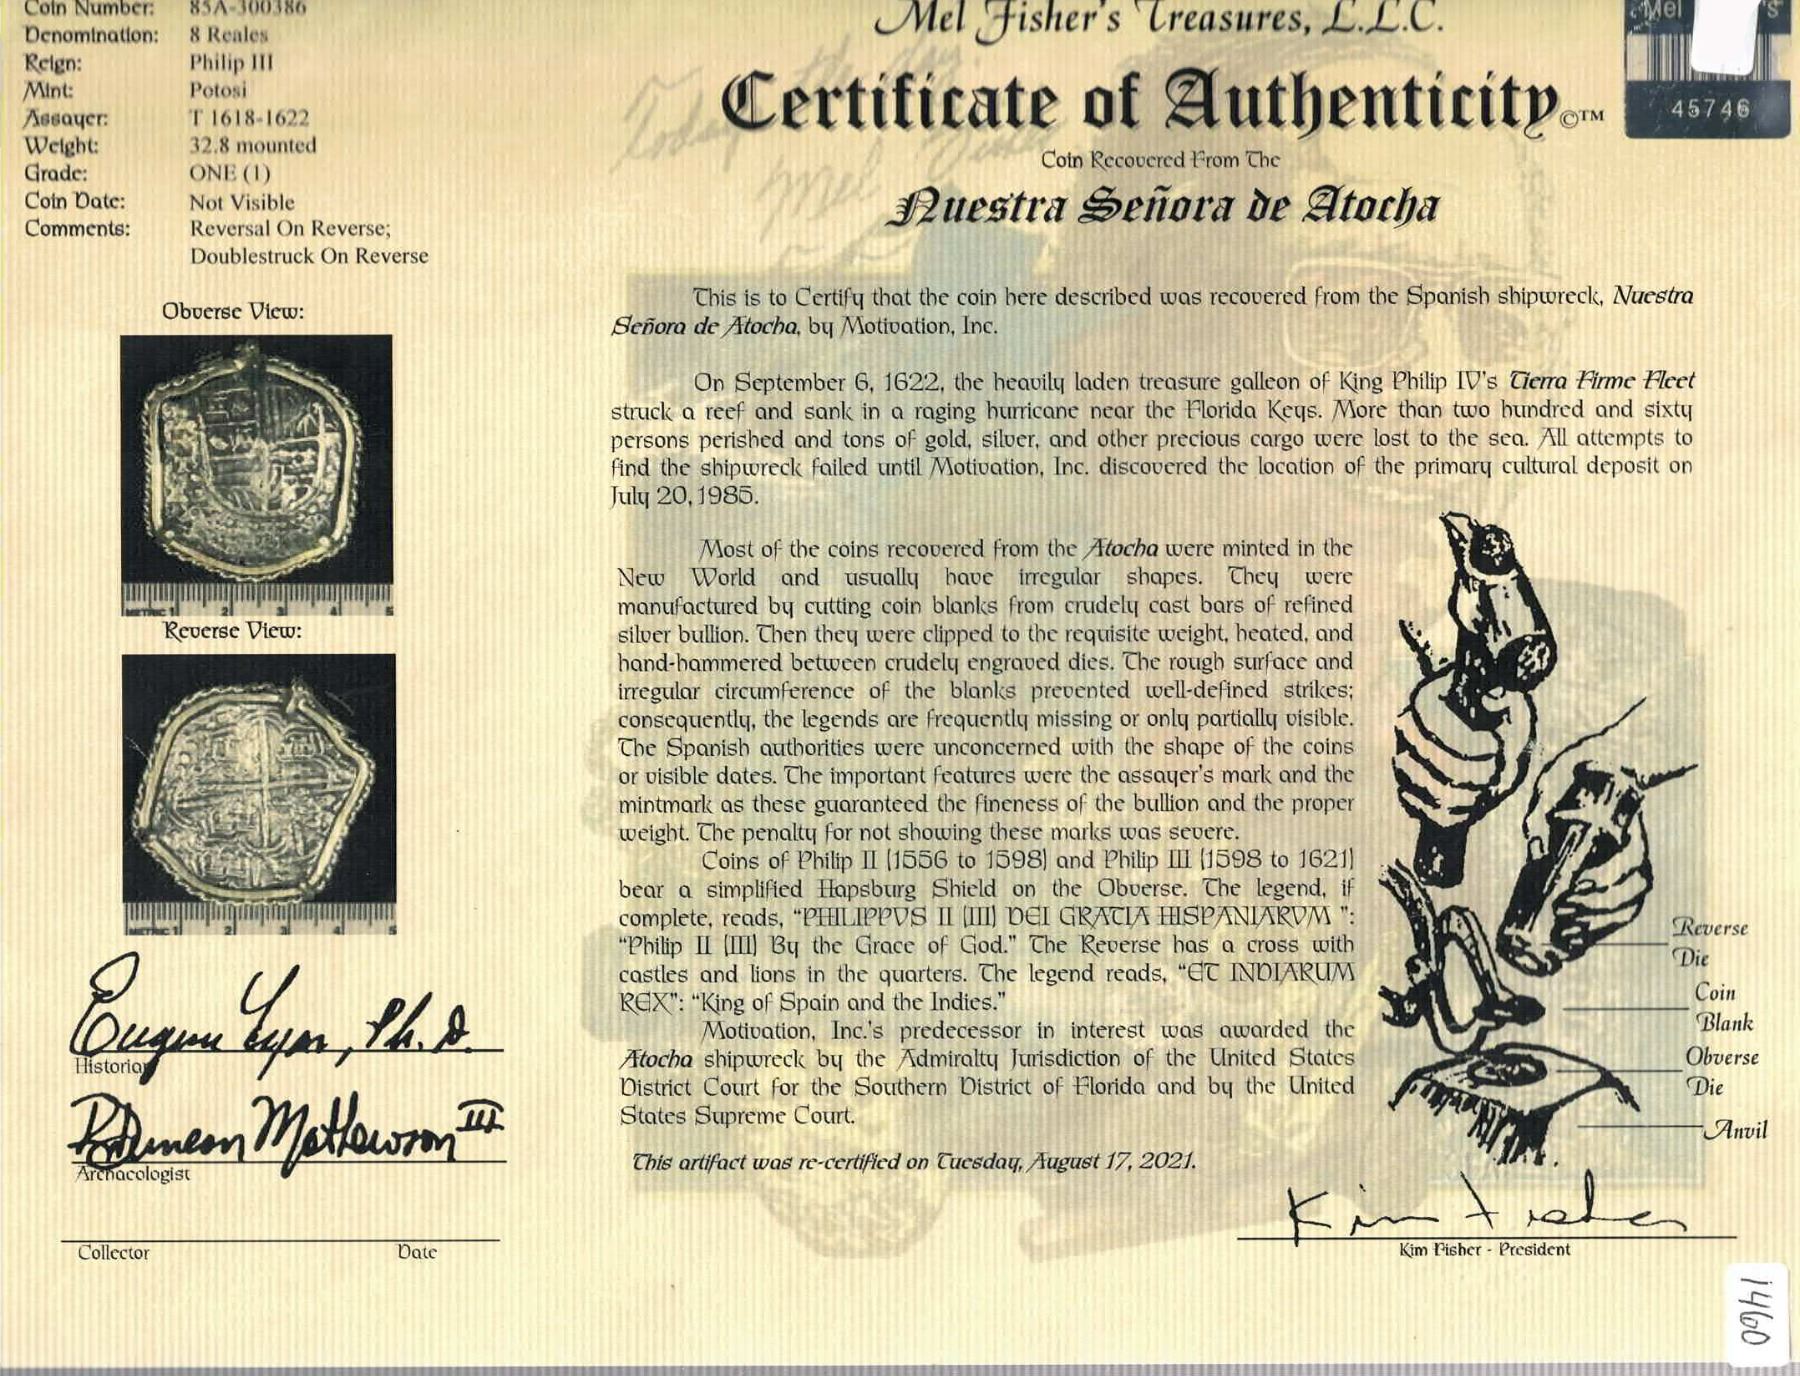 Coin Number: 85A-300386
Denomination: 8 Reales
Reign: Philip III
Mint: Potosi
Assayer: T 1618-1622
Weight: 32.8 mounted
Grade: ONE (1)
Coin Date: Not Visible
Comments: Reversal On Reverse;
Doublestruck On Reverse
Obverse View:
METRIC 1 2 3 4 5
Reverse View:
METRIC 1 2 3 4 5
Eugene Lyon, Ph.D.
Historian
R. Duncan Mathewson III
Archaeologist
Collector Date
Mel Fisher's Treasures, L.L.C.
Certificate of Authenticity©™
Coin Recovered From The
Nuestra Señora de Atocha
Mel 's
45746
Today
Mel
This is to Certify that the coin here described was recovered from the Spanish shipwreck, Nuestra
Señora de Atocha, by Motivation, Inc.
On September 6, 1622, the heavily laden treasure galleon of King Philip IV's Tierra Firme Fleet
struck a reef and sank in a raging hurricane near the Florida Keys. More than two hundred and sixty
persons perished and tons of gold, silver, and other precious cargo were lost to the sea. All attempts to
find the shipwreck failed until Motivation, Inc. discovered the location of the primary cultural deposit on
July 20, 1985.
Most of the coins recovered from the Atocha were minted in the
New World and usually have irregular shapes. They were
manufactured by cutting coin blanks from crudely cast bars of refined
silver bullion. Then they were clipped to the requisite weight, heated, and
hand-hammered between crudely engraved dies. The rough surface and
irregular circumference of the blanks prevented well-defined strikes;
consequently, the legends are frequently missing or only partially visible.
The Spanish authorities were unconcerned with the shape of the coins
or visible dates. The important features were the assayer's mark and the
mintmark as these guaranteed the fineness of the bullion and the proper
weight. The penalty for not showing these marks was severe.
Coins of Philip II (1556 to 1598) and Philip III (1598 to 1621)
bear a simplified Hapsburg Shield on the Obverse. The legend, if
complete, reads, “PHILIPPVS II (III) DEI GRATIA HISPANIARVM ”:
“Philip II (III) By the Grace of God.” The Reverse has a cross with
castles and lions in the quarters. The legend reads, “ET INDIARUM
REX”: “King of Spain and the Indies.”
Motivation, Inc.'s predecessor in interest was awarded the
Atocha shipwreck by the Admiralty Jurisdiction of the United States
District Court for the Southern District of Florida and by the United
States Supreme Court.
This artifact was re-certified on Tuesday, August 17, 2021.
Reverse
Die
Coin
Blank
Obverse
Die
Anvil
Kim Fisher
Kim Fisher - President
1460